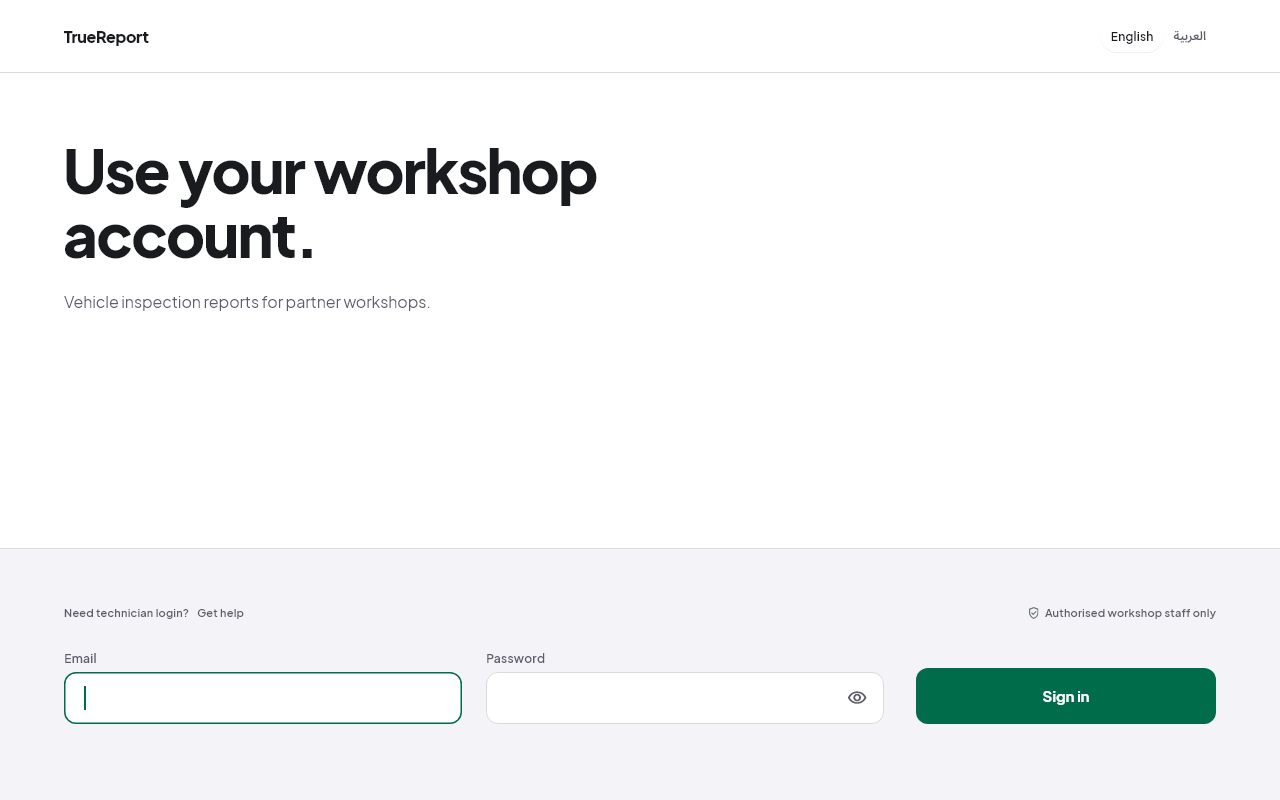 TrueReport
English
العربية
Use your workshop
account.
Vehicle inspection reports for partner workshops.
Need technician login? Get help
Authorised workshop staff only
Email
Password
Sign in